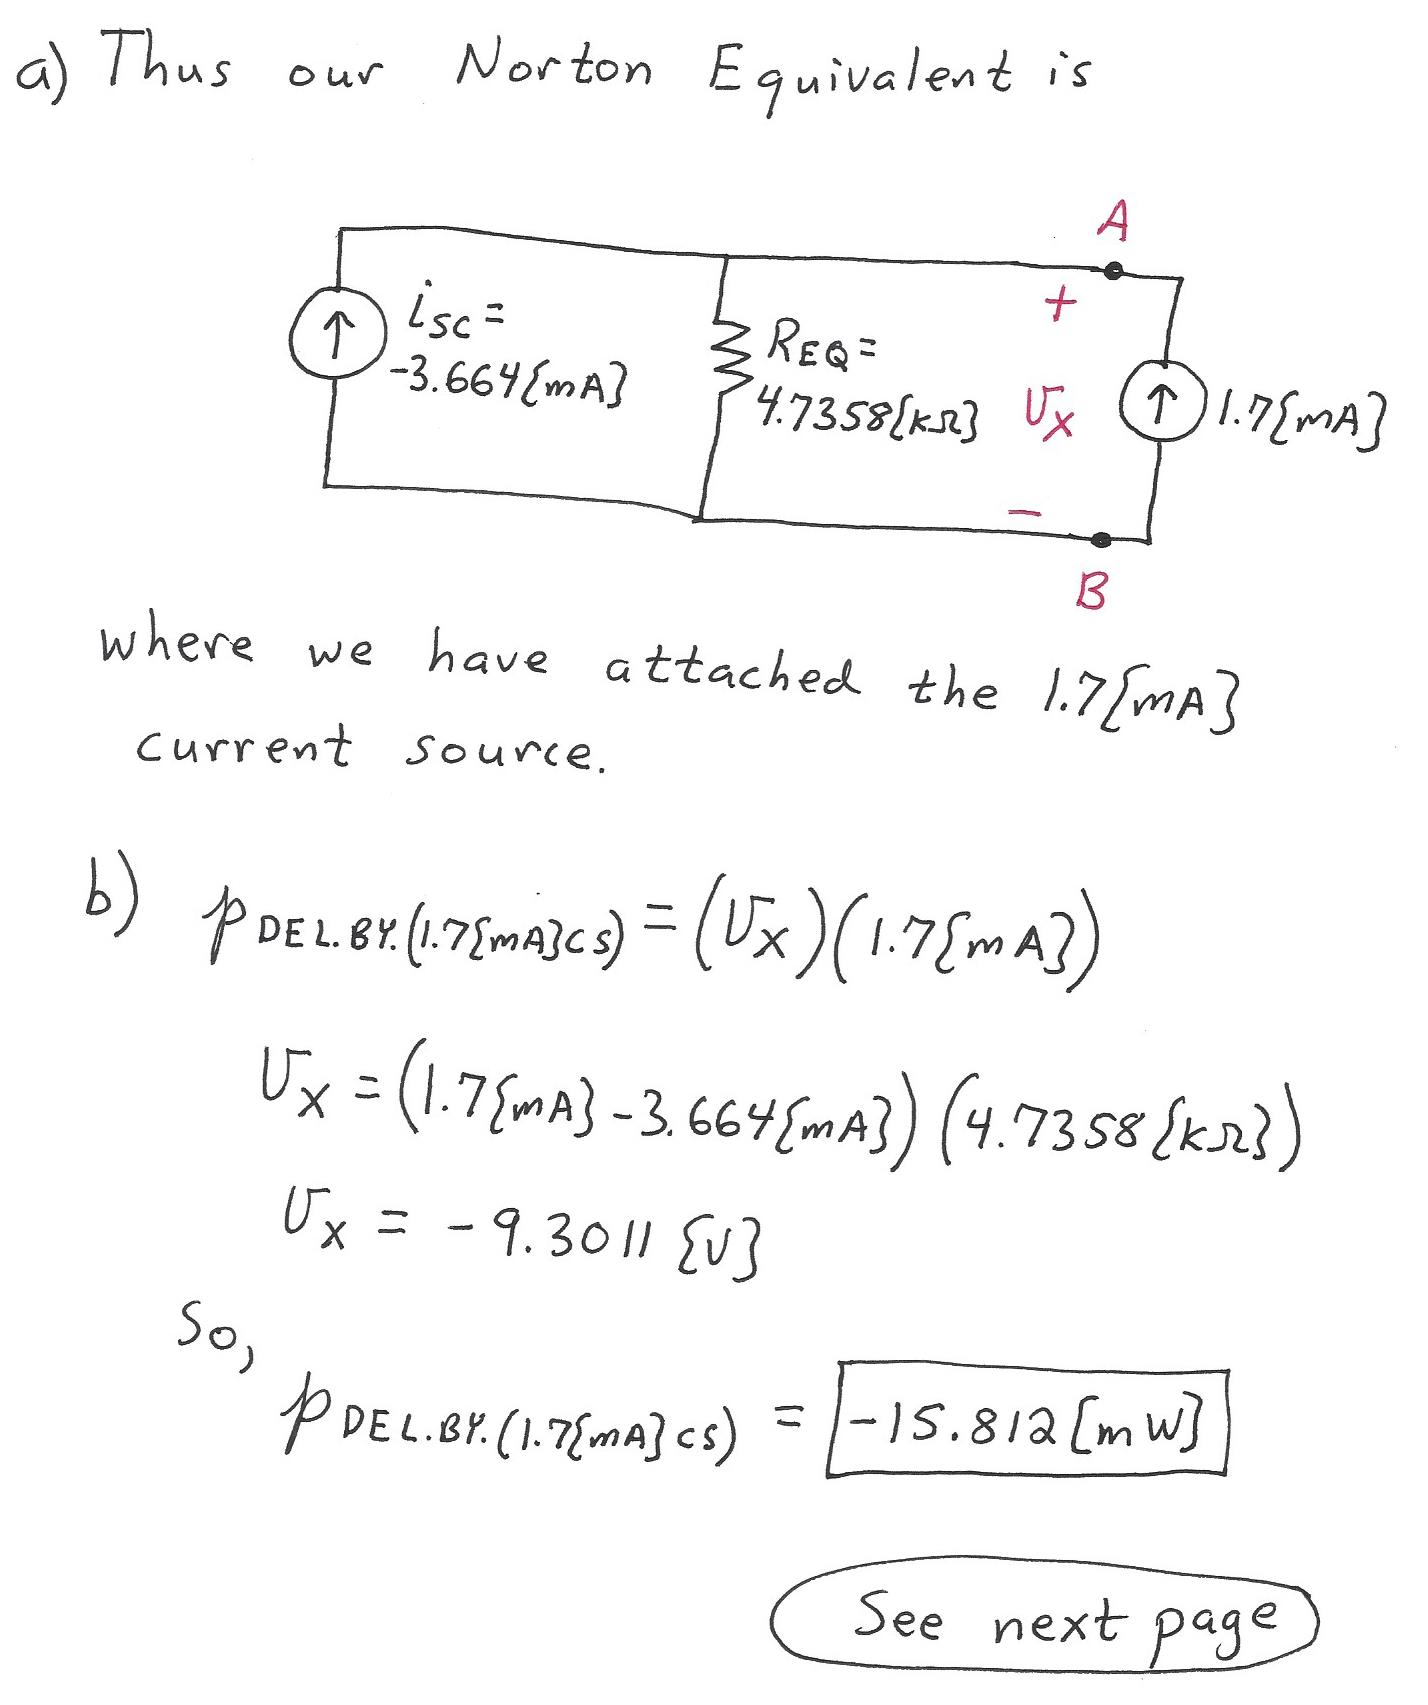 a) Thus our Norton Equivalent is
A
+
iSC =
-3.664[mA]
REQ =
4.7358[kΩ]
vX
1.7[mA]
-
B
where we have attached the 1.7[mA]
current source.
b) pDEL.BY.(1.7[mA]CS) = (vX)(1.7[mA])
vX = (1.7[mA] - 3.664[mA])(4.7358[kΩ])
vX = -9.3011 [V]
So,
pDEL.BY.(1.7[mA]CS) = -15.812[mW]
See next page